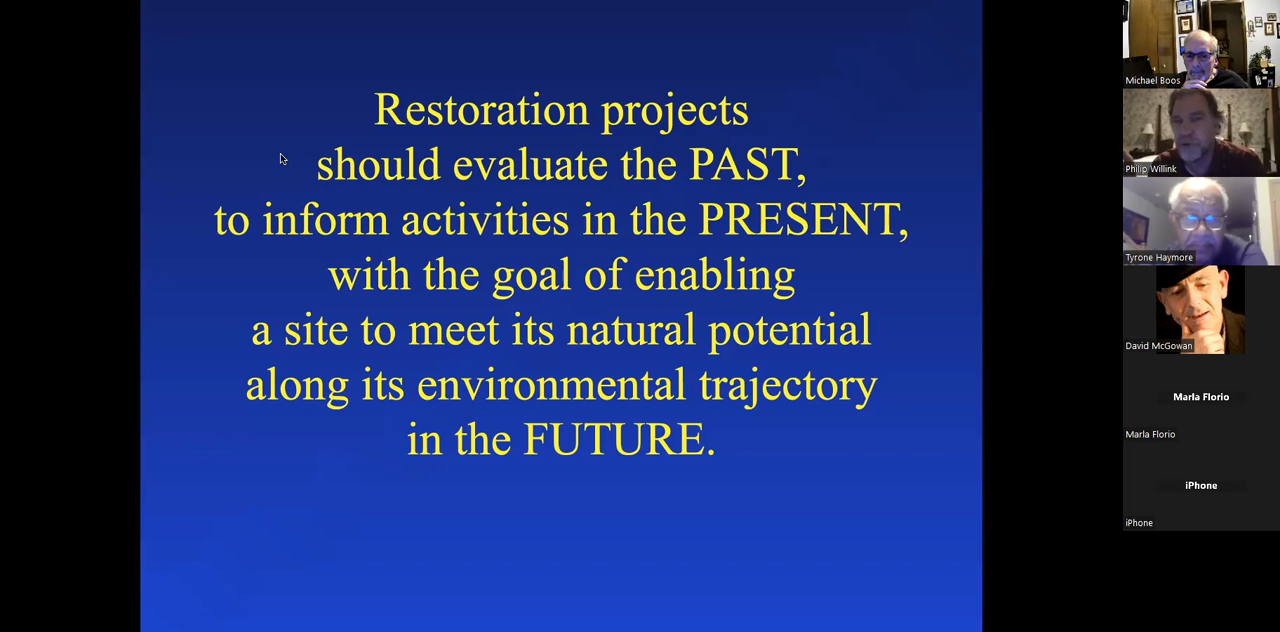 Restoration projects
should evaluate the PAST,
to inform activities in the PRESENT,
with the goal of enabling
a site to meet its natural potential
along its environmental trajectory
in the FUTURE.
Michael Boos
Philip Willink
Tyrone Haymore
David McGowan
Marla Florio
Marla Florio
iPhone
iPhone